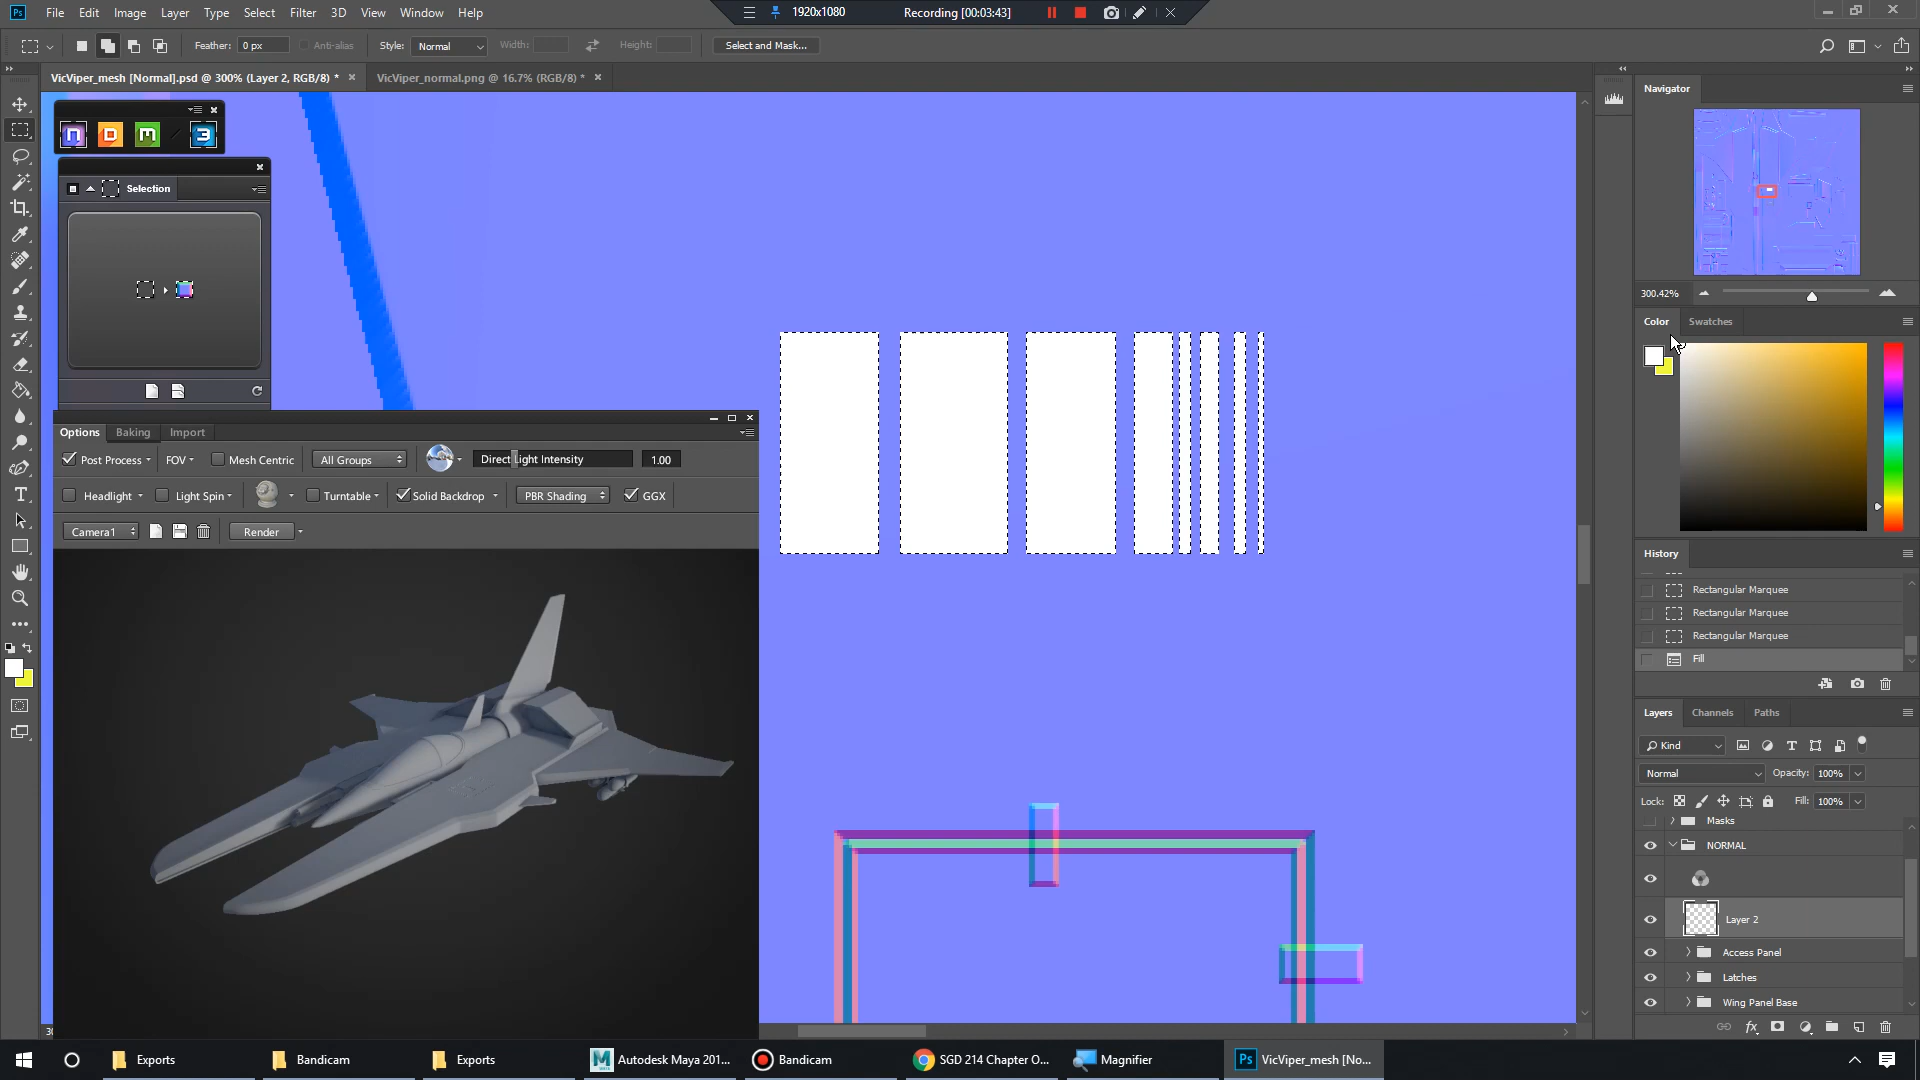 Ps File Edit Image Layer Type Select Filter 3D View Window Help
1920x1080 Recording [00:03:43]
Feather: 0 px Anti-alias Style: Normal Width: Height: Select and Mask...
VicViper_mesh [Normal].psd @ 300% (Layer 2, RGB/8) * VicViper_normal.png @ 16.7% (RGB/8) *
n D m 3
Selection
Options Baking Import
Post Process FOV Mesh Centric All Groups Direct Light Intensity 1.00
Headlight Light Spin Turntable Solid Backdrop PBR Shading GGX
Camera1 Render
Navigator
300.42%
Color Swatches
History
Rectangular Marquee
Rectangular Marquee
Rectangular Marquee
Fill
Layers Channels Paths
Kind
Normal Opacity: 100%
Lock: Fill: 100%
Masks
NORMAL
Layer 2
Access Panel
Latches
Wing Panel Base
Exports Bandicam Exports Autodesk Maya 201... Bandicam SGD 214 Chapter O... Magnifier Ps VicViper_mesh [No...